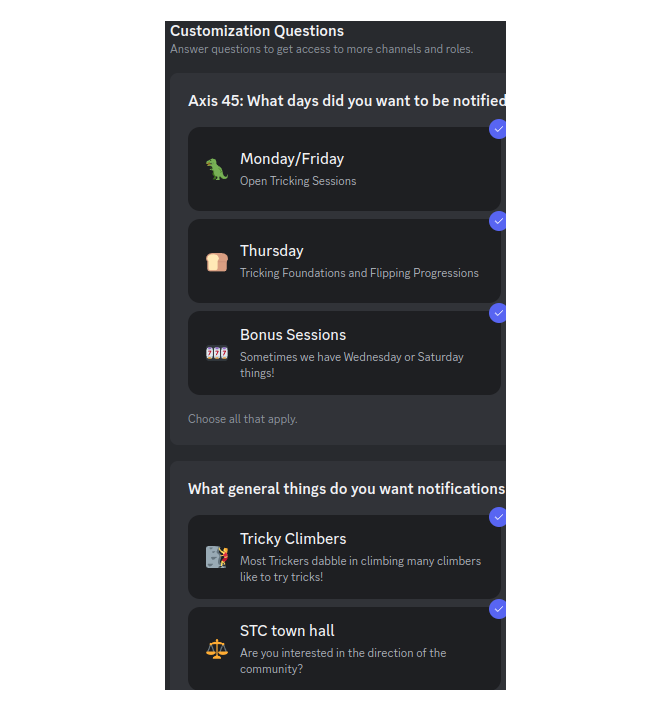 Customization Questions
Answer questions to get access to more channels and roles.
Axis 45: What days did you want to be notified
Monday/Friday
Open Tricking Sessions
Thursday
Tricking Foundations and Flipping Progressions
Bonus Sessions
Sometimes we have Wednesday or Saturday
things!
Choose all that apply.
What general things do you want notifications
Tricky Climbers
Most Trickers dabble in climbing many climbers
like to try tricks!
STC town hall
Are you interested in the direction of the
community?